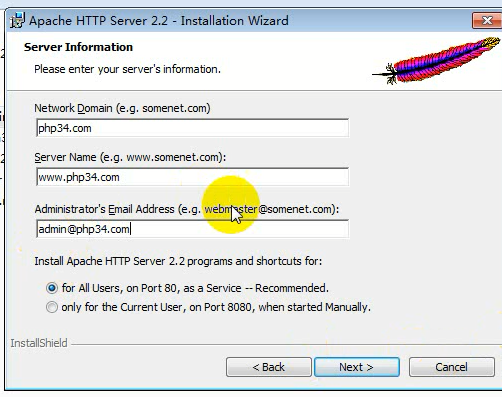 Apache HTTP Server 2.2 - Installation Wizard
Server Information
Please enter your server's information.
Network Domain (e.g. somenet.com)
php34.com
Server Name (e.g. www.somenet.com):
www.php34.com
Administrator's Email Address (e.g. webmaster@somenet.com):
admin@php34.com
Install Apache HTTP Server 2.2 programs and shortcuts for:
for All Users, on Port 80, as a Service -- Recommended.
only for the Current User, on Port 8080, when started Manually.
InstallShield
< Back
Next >
Cancel